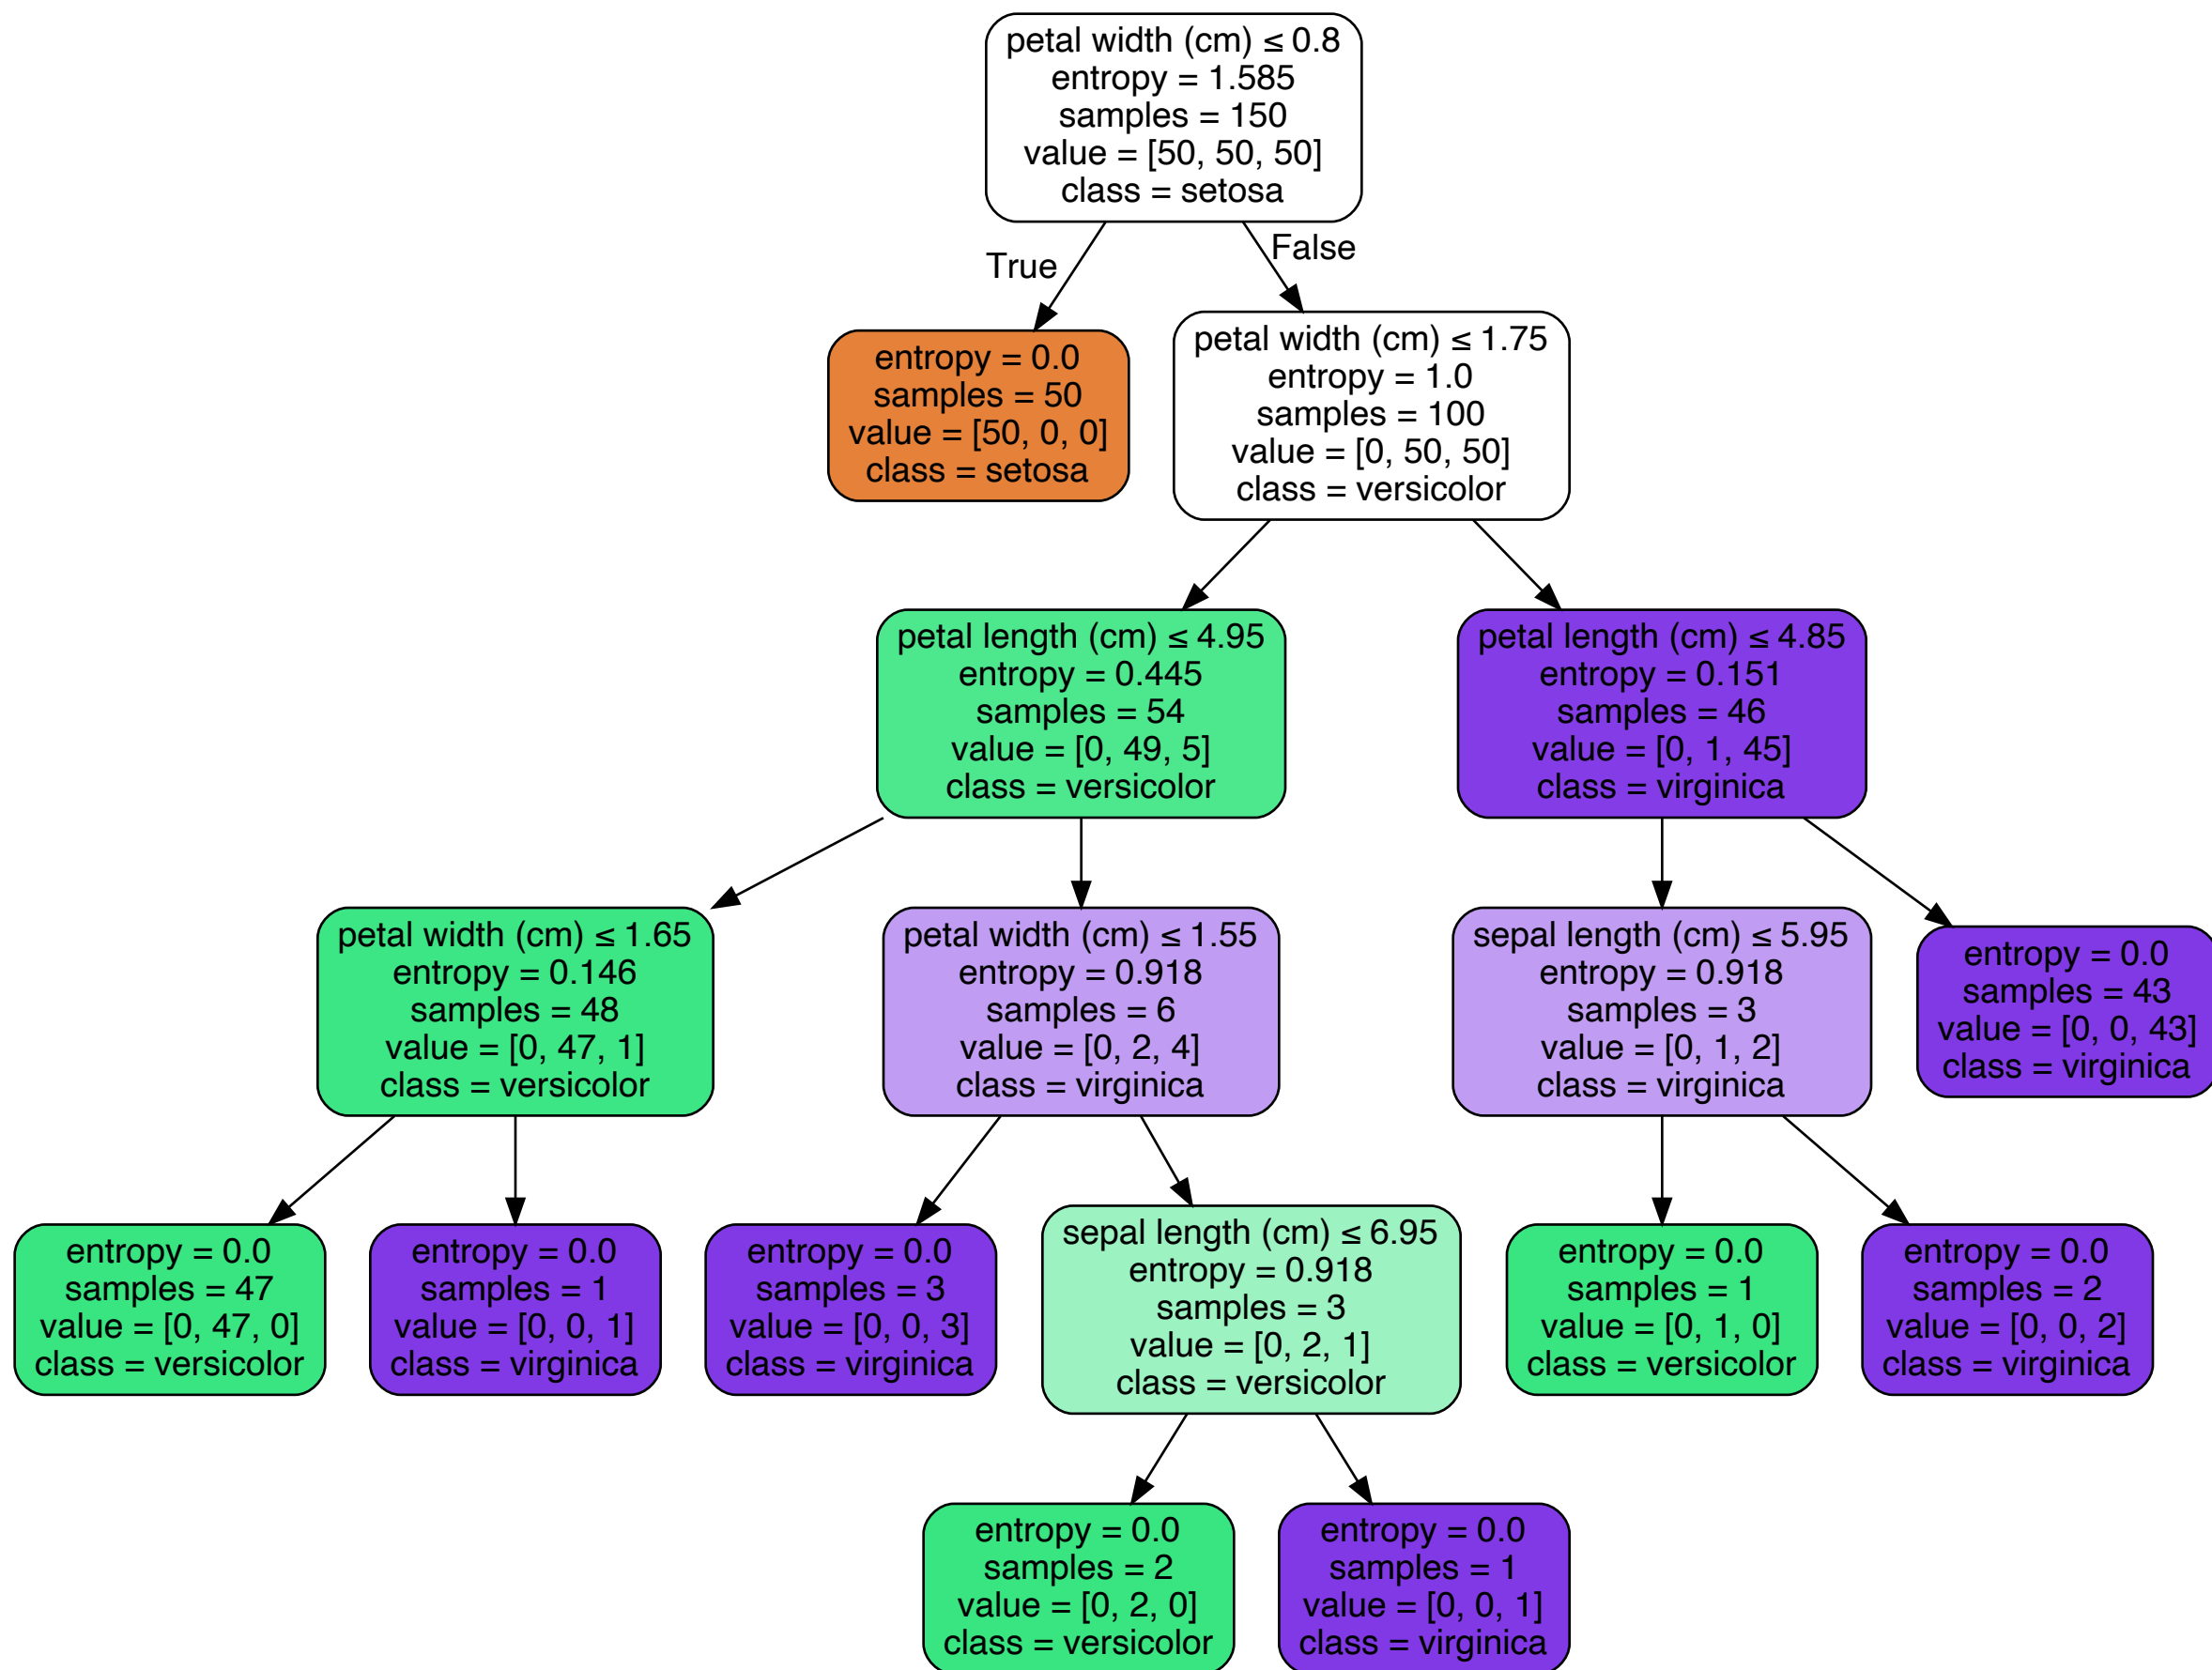 petal width (cm) ≤ 0.8
entropy = 1.585
samples = 150
value = [50, 50, 50]
class = setosa
True
False
entropy = 0.0
samples = 50
value = [50, 0, 0]
class = setosa
petal width (cm) ≤ 1.75
entropy = 1.0
samples = 100
value = [0, 50, 50]
class = versicolor
petal length (cm) ≤ 4.95
entropy = 0.445
samples = 54
value = [0, 49, 5]
class = versicolor
petal length (cm) ≤ 4.85
entropy = 0.151
samples = 46
value = [0, 1, 45]
class = virginica
petal width (cm) ≤ 1.65
entropy = 0.146
samples = 48
value = [0, 47, 1]
class = versicolor
petal width (cm) ≤ 1.55
entropy = 0.918
samples = 6
value = [0, 2, 4]
class = virginica
sepal length (cm) ≤ 5.95
entropy = 0.918
samples = 3
value = [0, 1, 2]
class = virginica
entropy = 0.0
samples = 43
value = [0, 0, 43]
class = virginica
entropy = 0.0
samples = 47
value = [0, 47, 0]
class = versicolor
entropy = 0.0
samples = 1
value = [0, 0, 1]
class = virginica
entropy = 0.0
samples = 3
value = [0, 0, 3]
class = virginica
sepal length (cm) ≤ 6.95
entropy = 0.918
samples = 3
value = [0, 2, 1]
class = versicolor
entropy = 0.0
samples = 1
value = [0, 1, 0]
class = versicolor
entropy = 0.0
samples = 2
value = [0, 0, 2]
class = virginica
entropy = 0.0
samples = 2
value = [0, 2, 0]
class = versicolor
entropy = 0.0
samples = 1
value = [0, 0, 1]
class = virginica